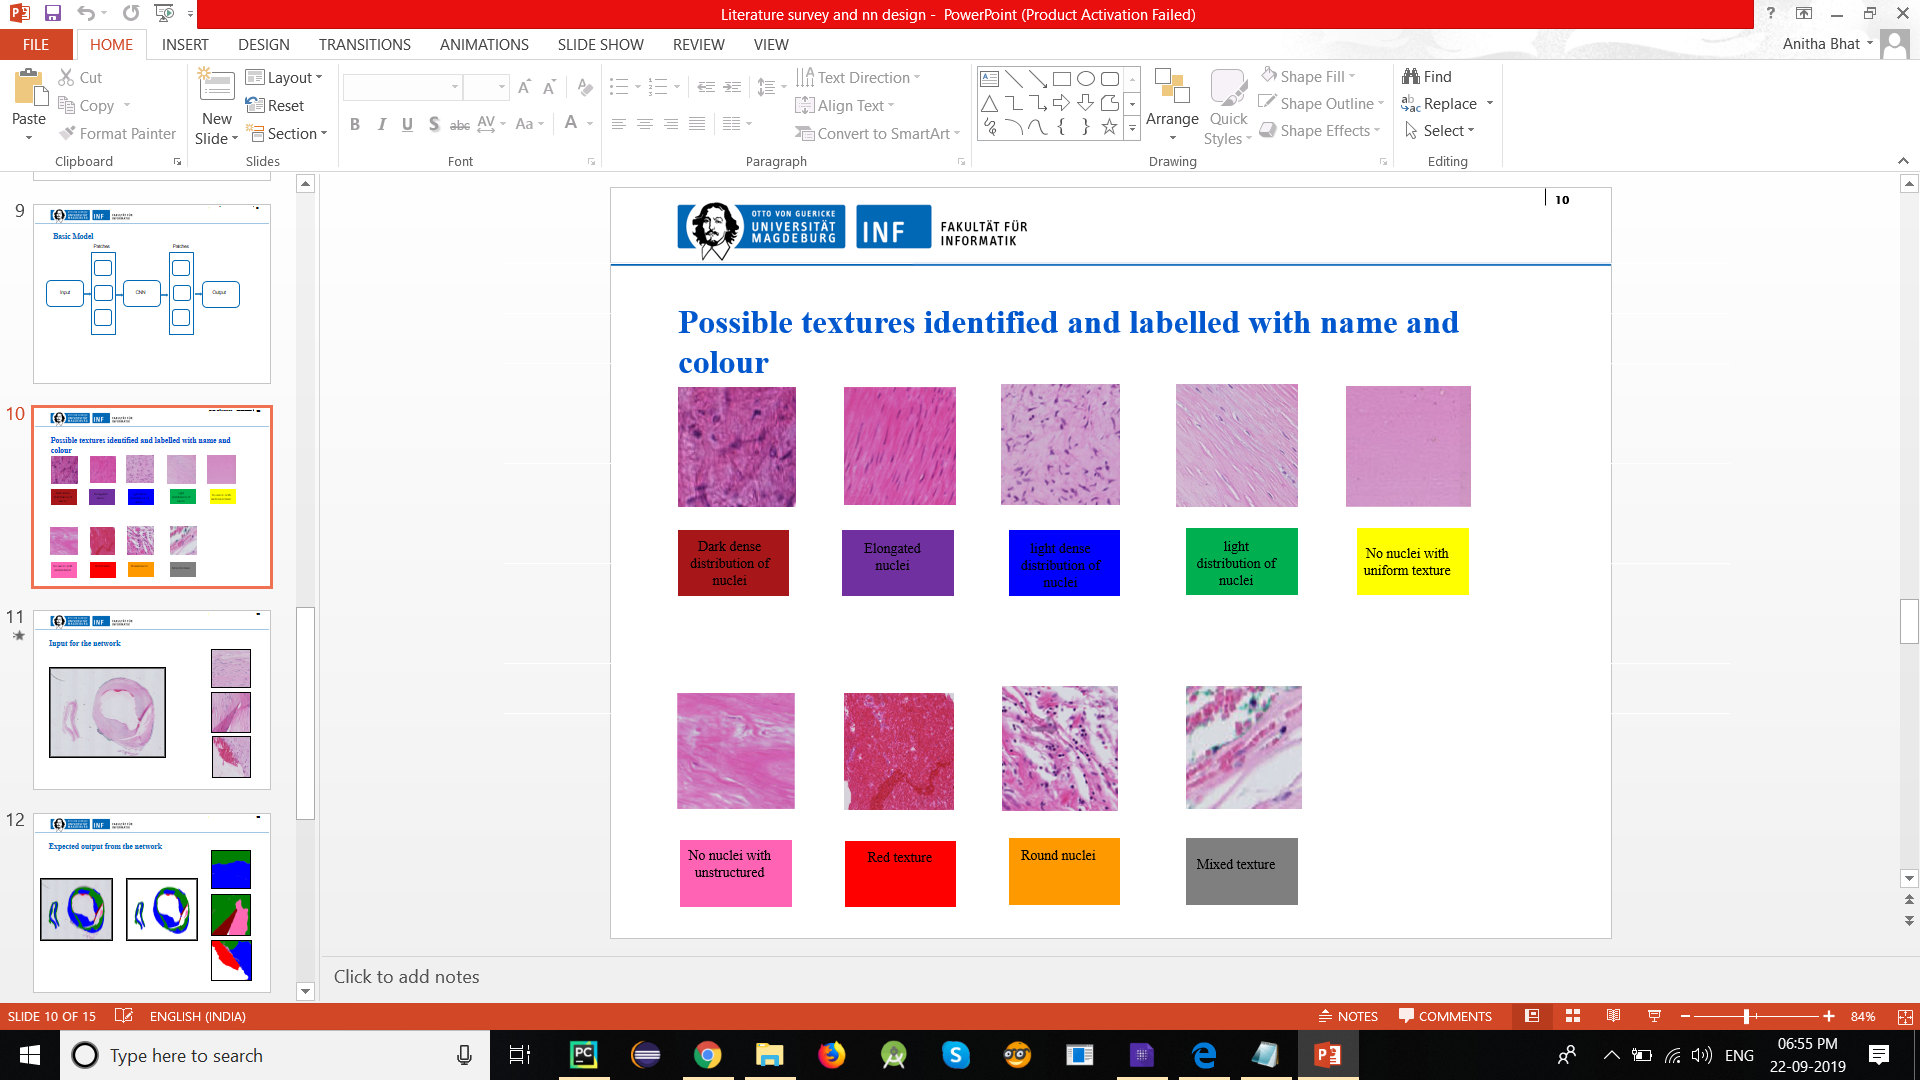 Literature survey and nn design - PowerPoint (Product Activation Failed)
?
FILE HOME INSERT DESIGN TRANSITIONS ANIMATIONS SLIDE SHOW REVIEW VIEW
Anitha Bhat
Paste
Cut
Copy
Format Painter
Clipboard
New
Slide
Layout
Reset
Section
Slides
B I U S abc AV Aa A
Font
Text Direction
Align Text
Convert to SmartArt
Paragraph
Arrange
Quick
Styles
Shape Fill
Shape Outline
Shape Effects
Drawing
Find
Replace
Select
Editing
9
INF
Basic Model
Patches Patches
Input CNN Output
10
INF
Possible textures identified and labelled with name and
colour
11
INF
Input for the network
12
INF
Expected output from the network
10
OTTO VON GUERICKE
UNIVERSITÄT
MAGDEBURG
INF
FAKULTÄT FÜR
INFORMATIK
Possible textures identified and labelled with name and
colour
Dark dense
distribution of
nuclei
Elongated
nuclei
light dense
distribution of
nuclei
light
distribution of
nuclei
No nuclei with
uniform texture
No nuclei with
unstructured
Red texture
Round nuclei
Mixed texture
Click to add notes
SLIDE 10 OF 15
ENGLISH (INDIA)
NOTES
COMMENTS
84%
Type here to search
PC
ENG
06:55 PM
22-09-2019